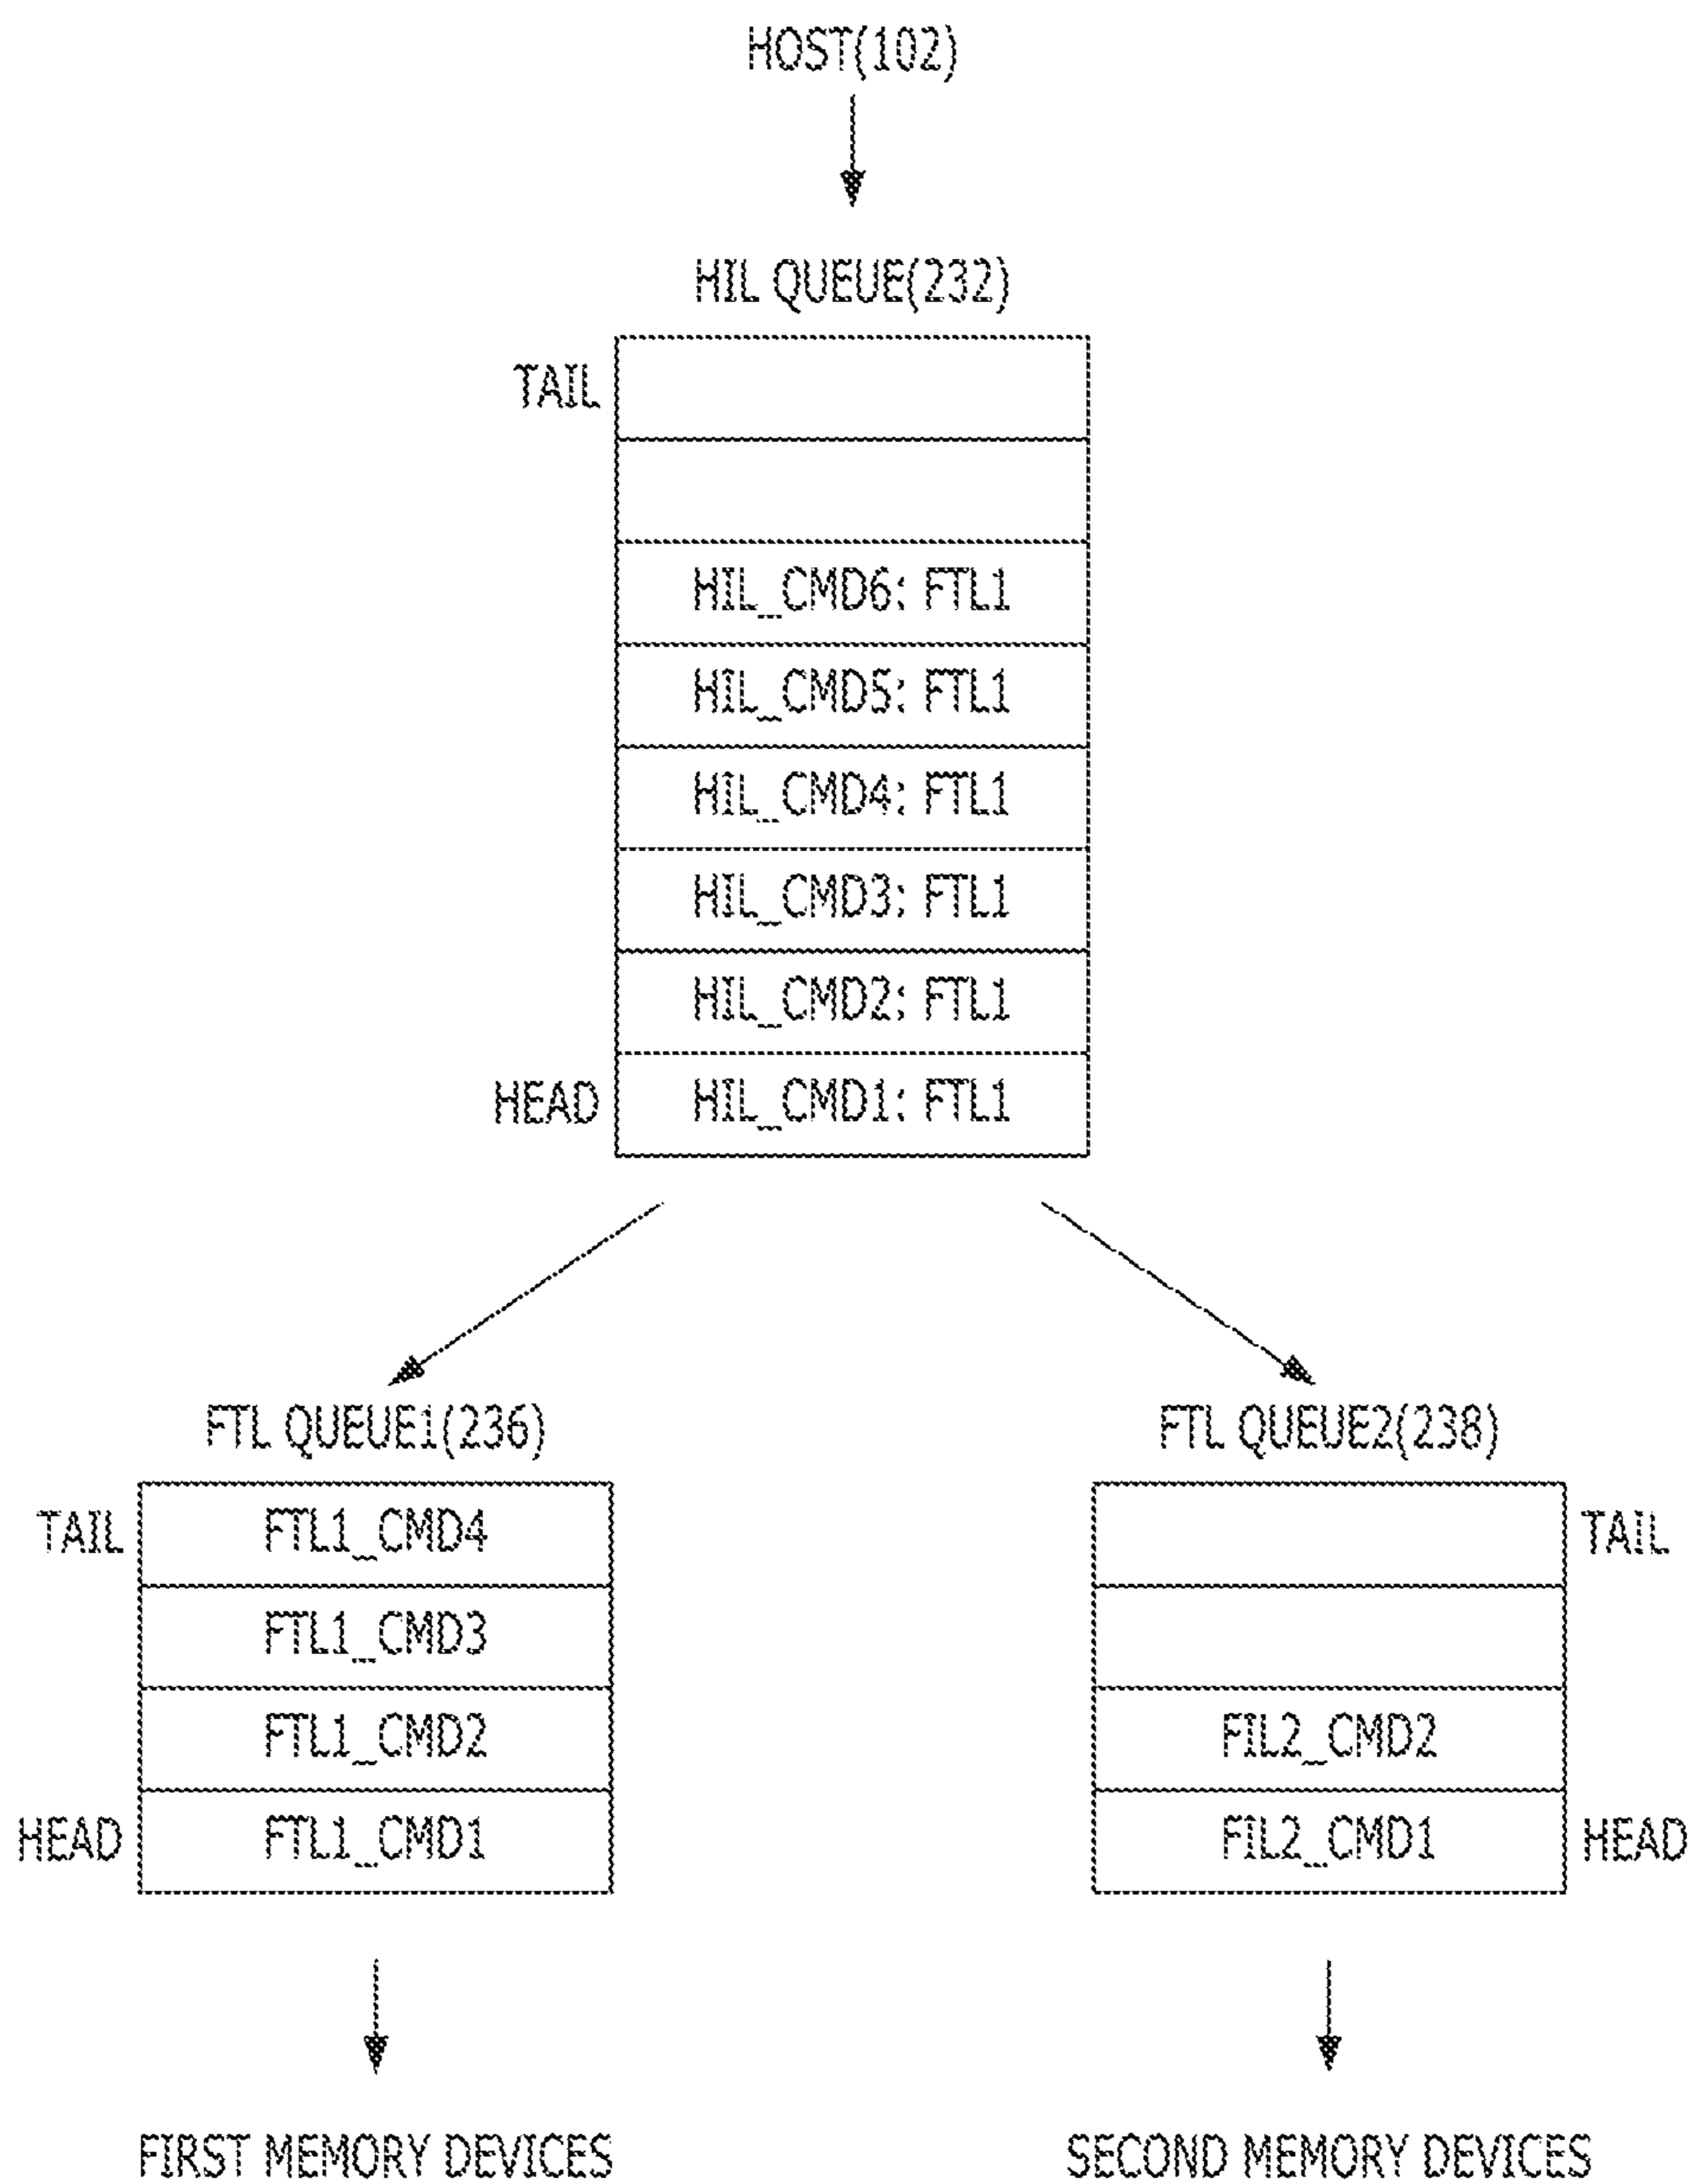 HOST(102)
HIL QUEUE(232)
TAIL
HIL_CMD6: FTL1
HIL_CMD5: FTL1
HIL_CMD4: FTL1
HIL_CMD3: FTL1
HIL_CMD2: FTL1
HEAD HIL_CMD1: FTL1
FTL QUEUE1(236)
TAIL FTL1_CMD4
FTL1_CMD3
FTL1_CMD2
HEAD FTL1_CMD1
FIRST MEMORY DEVICES
FTL QUEUE2(238)
TAIL
FIL2_CMD2
FIL2_CMD1 HEAD
SECOND MEMORY DEVICES